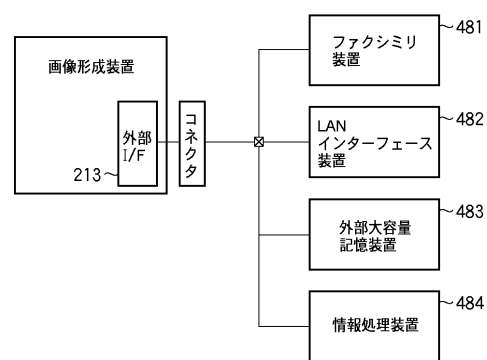 画像形成装置
外部
I/F
213
コネクタ
ファクシミリ
装置
481
LAN
インターフェース
装置
482
外部大容量
記憶装置
483
情報処理装置
484